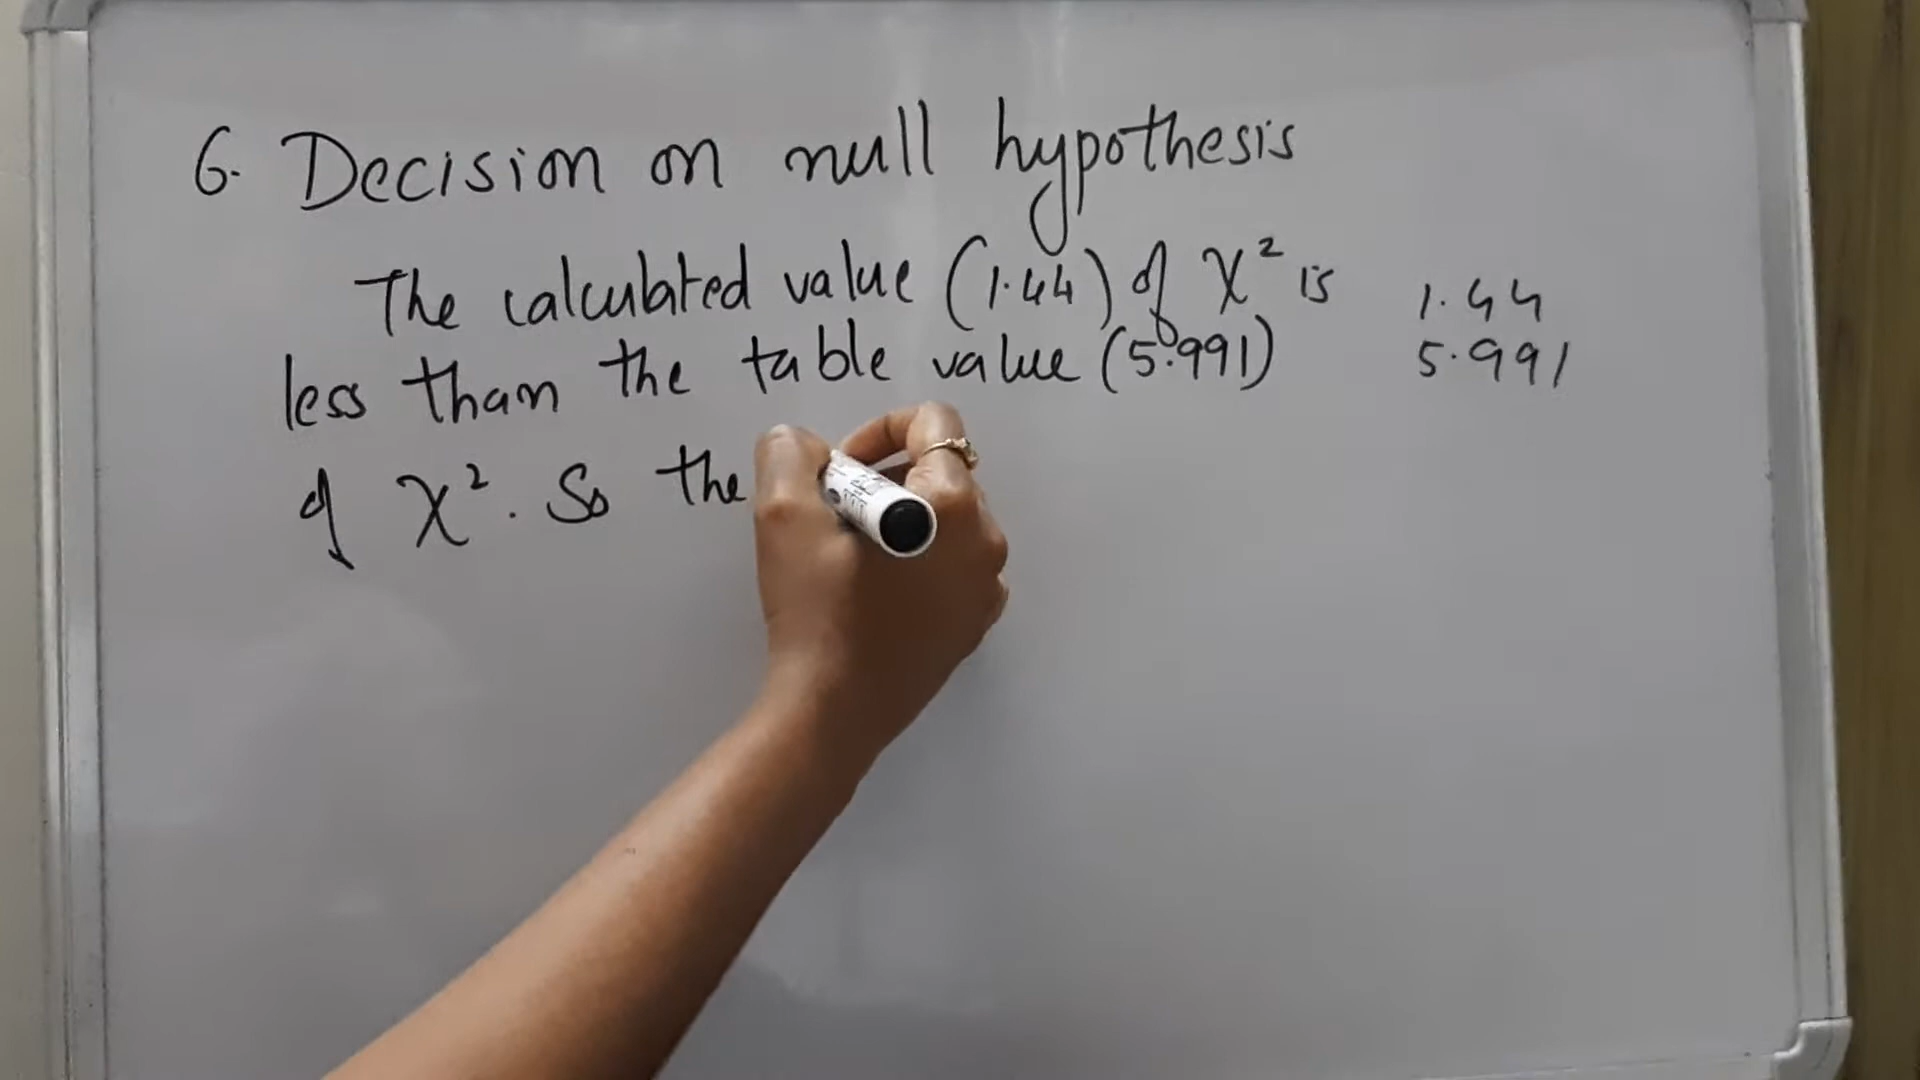 6. Decision on null hypothesis
The calculated value (1.44) of χ² is
less than the table value (5.991)
of χ². So the
1.44
5.991